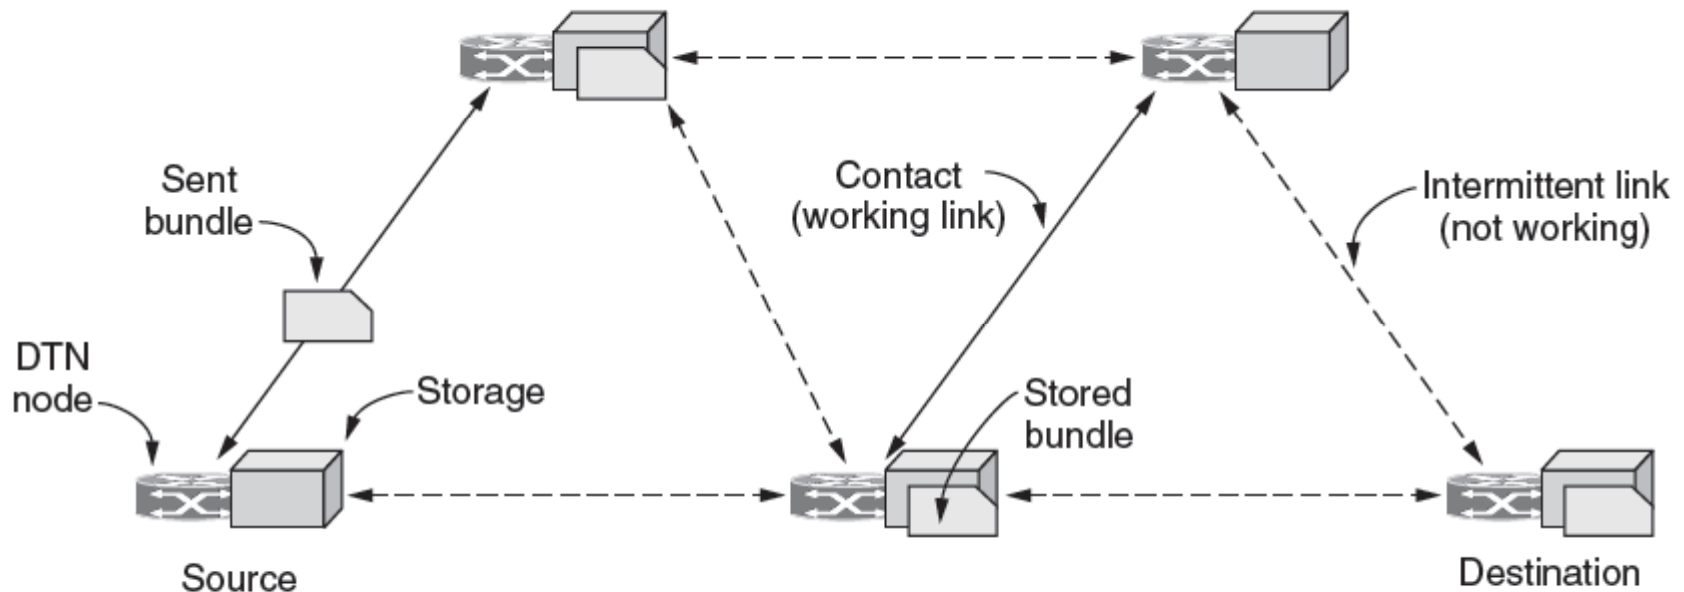 Sent
bundle
Contact
(working link)
Intermittent link
(not working)
DTN
node
Storage
Stored
bundle
Source
Destination